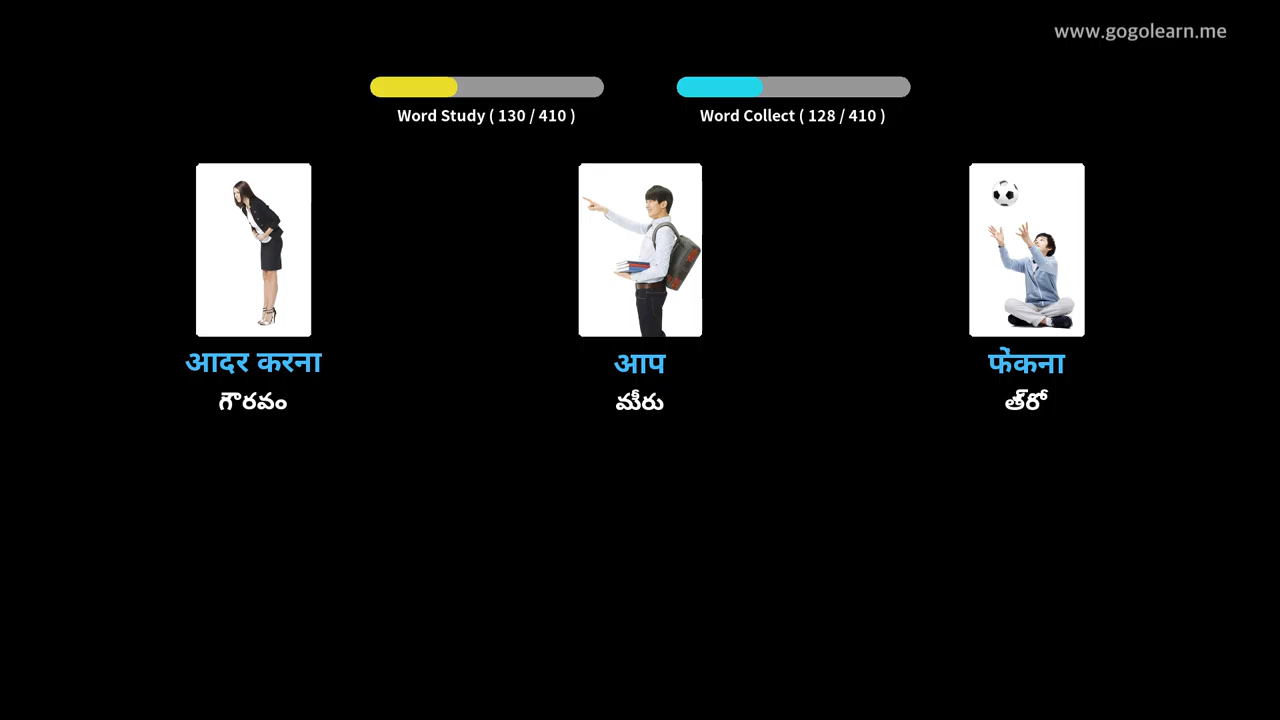 www.gogolearn.me
Word Study ( 130 / 410 )
Word Collect ( 128 / 410 )
आदर करना
గౌరవం
आप
మీరు
फेंकना
త్రో